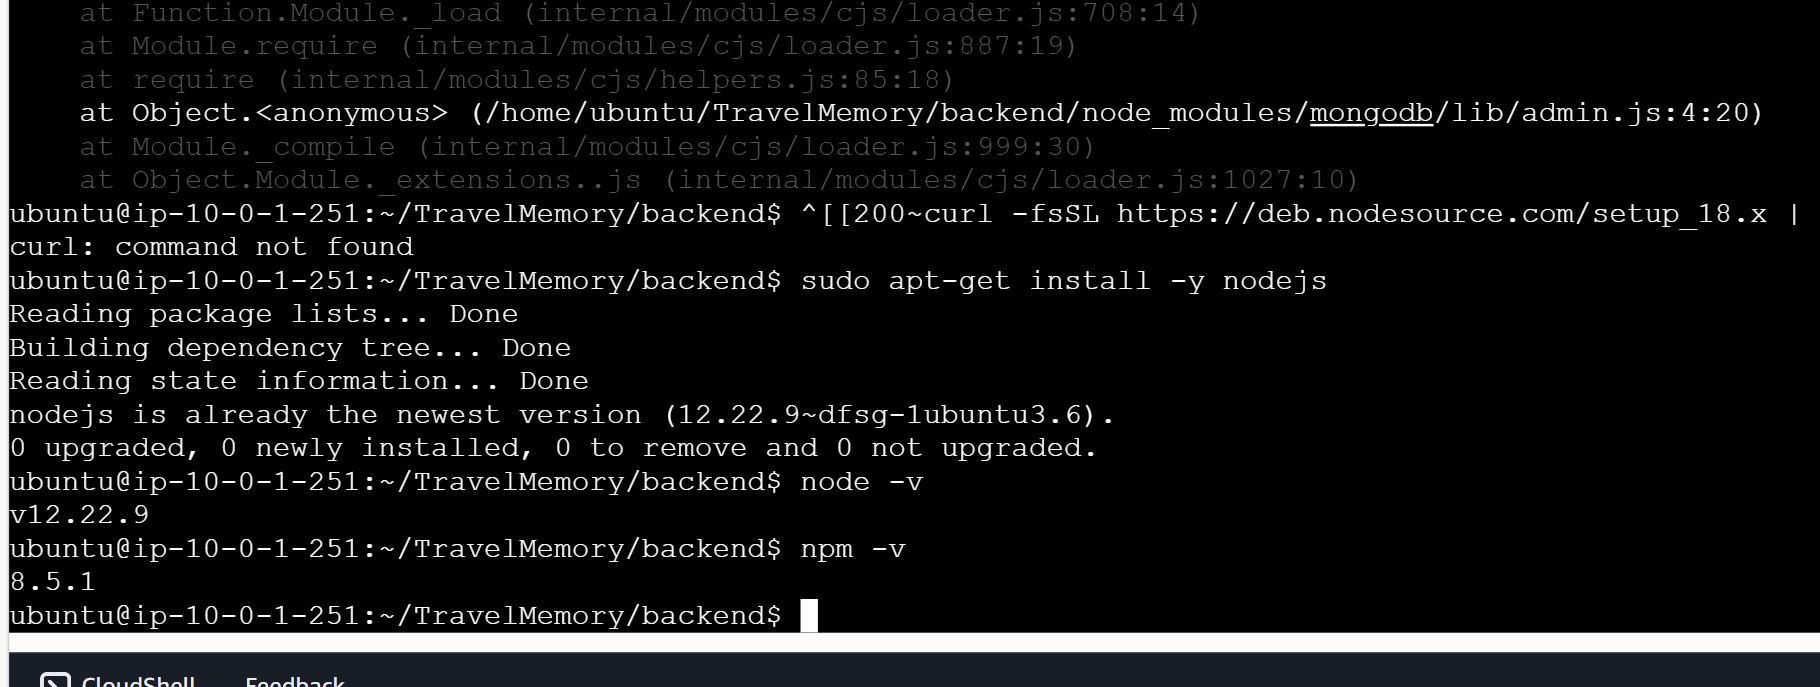 at Function.Module._load (internal/modules/cjs/loader.js:708:14)
at Module.require (internal/modules/cjs/loader.js:887:19)
at require (internal/modules/cjs/helpers.js:85:18)
at Object.<anonymous> (/home/ubuntu/TravelMemory/backend/node_modules/mongodb/lib/admin.js:4:20)
at Module._compile (internal/modules/cjs/loader.js:999:30)
at Object.Module._extensions..js (internal/modules/cjs/loader.js:1027:10)
ubuntu@ip-10-0-1-251:~/TravelMemory/backend$ ^[[200~curl -fsSL https://deb.nodesource.com/setup_18.x |
curl: command not found
ubuntu@ip-10-0-1-251:~/TravelMemory/backend$ sudo apt-get install -y nodejs
Reading package lists... Done
Building dependency tree... Done
Reading state information... Done
nodejs is already the newest version (12.22.9~dfsg-1ubuntu3.6).
0 upgraded, 0 newly installed, 0 to remove and 0 not upgraded.
ubuntu@ip-10-0-1-251:~/TravelMemory/backend$ node -v
v12.22.9
ubuntu@ip-10-0-1-251:~/TravelMemory/backend$ npm -v
8.5.1
ubuntu@ip-10-0-1-251:~/TravelMemory/backend$
CloudShell Feedback